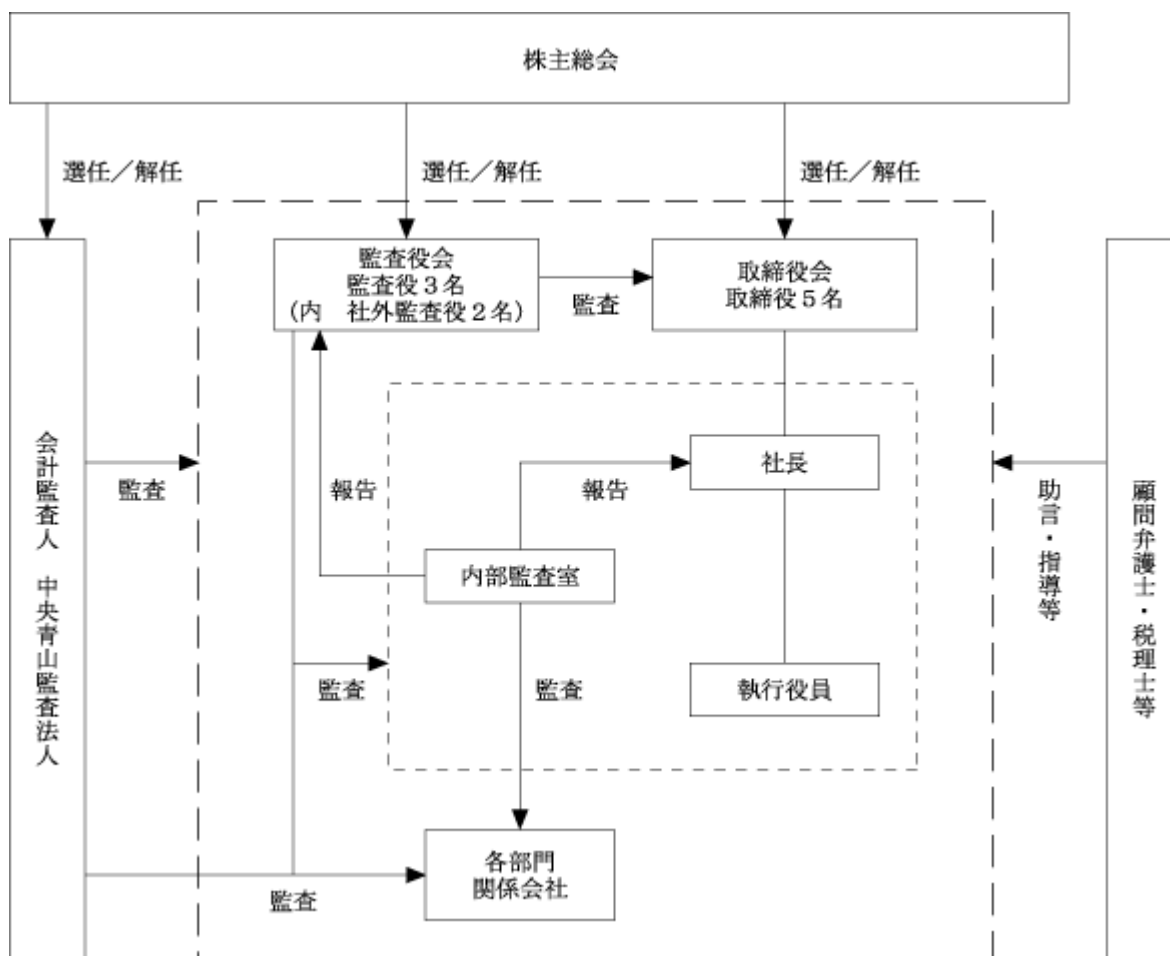 株主総会
選任／解任
選任／解任
選任／解任
監査役会
監査役３名
（内　社外監査役２名）
監査
取締役会
取締役５名
会計監査人　中央青山監査法人
監査
報告
報告
社長
内部監査室
監査
監査
執行役員
助言・指導等
顧問弁護士・税理士等
各部門
関係会社
監査